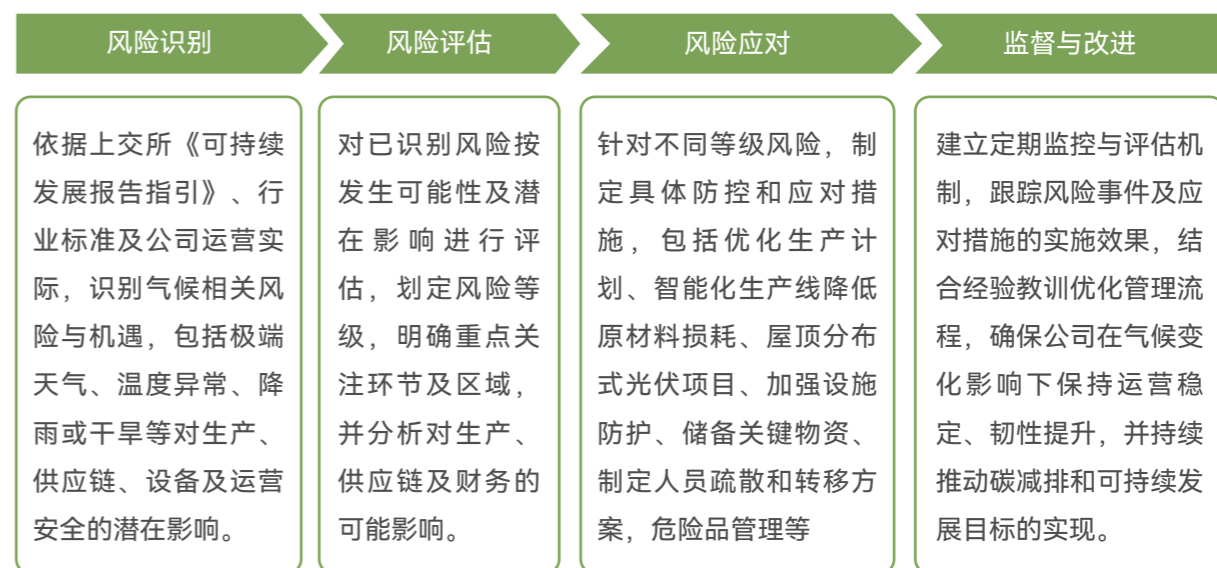 风险识别
风险评估
风险应对
监督与改进
依据上交所《可持续
发展报告指引》、行
业标准及公司运营实
际，识别气候相关风
险与机遇，包括极端
天气、温度异常、降
雨或干旱等对生产、
供应链、设备及运营
安全的潜在影响。
对已识别风险按
发生可能性及潜
在影响进行评
估，划定风险等
级，明确重点关
注环节及区域，
并分析对生产、
供应链及财务的
可能影响。
针对不同等级风险，制
定具体防控和应对措
施，包括优化生产计
划、智能化生产线降低
原材料损耗、屋顶分布
式光伏项目、加强设施
防护、储备关键物资、
制定人员疏散和转移方
案，危险品管理等
建立定期监控与评估机
制，跟踪风险事件及应
对措施的实施效果，结
合经验教训优化管理流
程，确保公司在气候变
化影响下保持运营稳
定、韧性提升，并持续
推动碳减排和可持续发
展目标的实现。